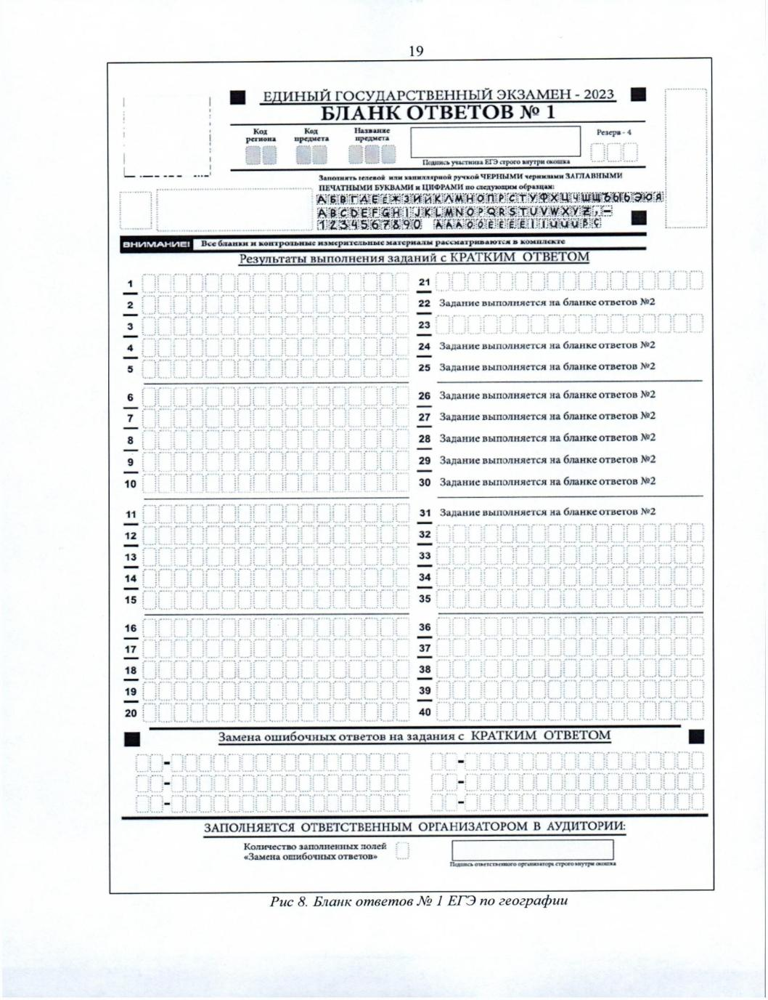 19
ЕДИНЫЙ ГОСУДАРСТВЕННЫЙ ЭКЗАМЕН - 2023
БЛАНК ОТВЕТОВ № 1
Код региона
Код предмета
Название предмета
Резерв - 4
Подпись участника ЕГЭ строго внутри окошка
Заполнять гелевой или капиллярной ручкой ЧЕРНЫМИ чернилами ЗАГЛАВНЫМИ
ПЕЧАТНЫМИ БУКВАМИ и ЦИФРАМИ по следующим образцам:
АБВГДЕЁЖЗИЙКЛМНОПРСТУФХЦЧШЩЪЫЬЭЮЯ
ABCDEFGHIJKLMNOPQRSTUVWXYZ,-
1234567890
ВНИМАНИЕ! Все бланки и контрольные измерительные материалы рассматриваются в комплекте
Результаты выполнения заданий с КРАТКИМ ОТВЕТОМ
1
2
3
4
5
6
7
8
9
10
11
12
13
14
15
16
17
18
19
20
21
22 Задание выполняется на бланке ответов №2
23
24 Задание выполняется на бланке ответов №2
25 Задание выполняется на бланке ответов №2
26 Задание выполняется на бланке ответов №2
27 Задание выполняется на бланке ответов №2
28 Задание выполняется на бланке ответов №2
29 Задание выполняется на бланке ответов №2
30 Задание выполняется на бланке ответов №2
31 Задание выполняется на бланке ответов №2
32
33
34
35
36
37
38
39
40
Замена ошибочных ответов на задания с КРАТКИМ ОТВЕТОМ
-
-
-
-
-
-
ЗАПОЛНЯЕТСЯ ОТВЕТСТВЕННЫМ ОРГАНИЗАТОРОМ В АУДИТОРИИ:
Количество заполненных полей
«Замена ошибочных ответов»
Подпись ответственного организатора строго внутри окошка
Рис 8. Бланк ответов № 1 ЕГЭ по географии